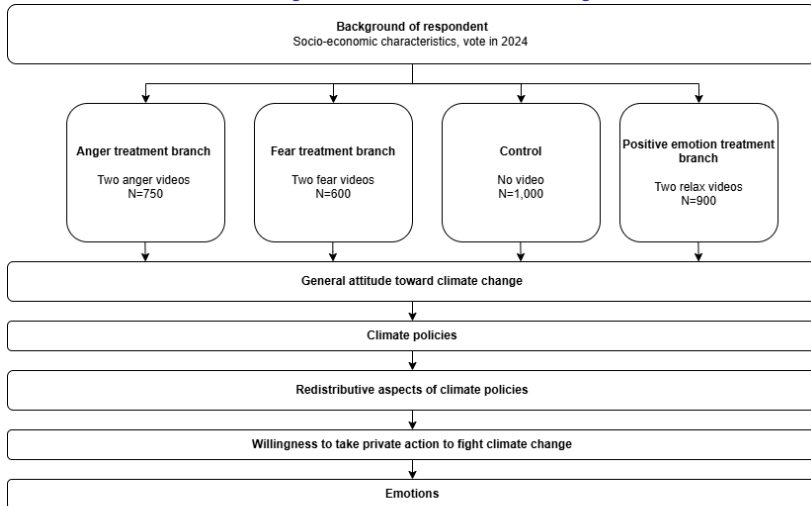 Background of respondent
Socio-economic characteristics, vote in 2024
Anger treatment branch
Two anger videos
N=750
Fear treatment branch
Two fear videos
N=600
Control
No video
N=1,000
Positive emotion treatment
branch
Two relax videos
N=900
General attitude toward climate change
Climate policies
Redistributive aspects of climate policies
Willingness to take private action to fight climate change
Emotions